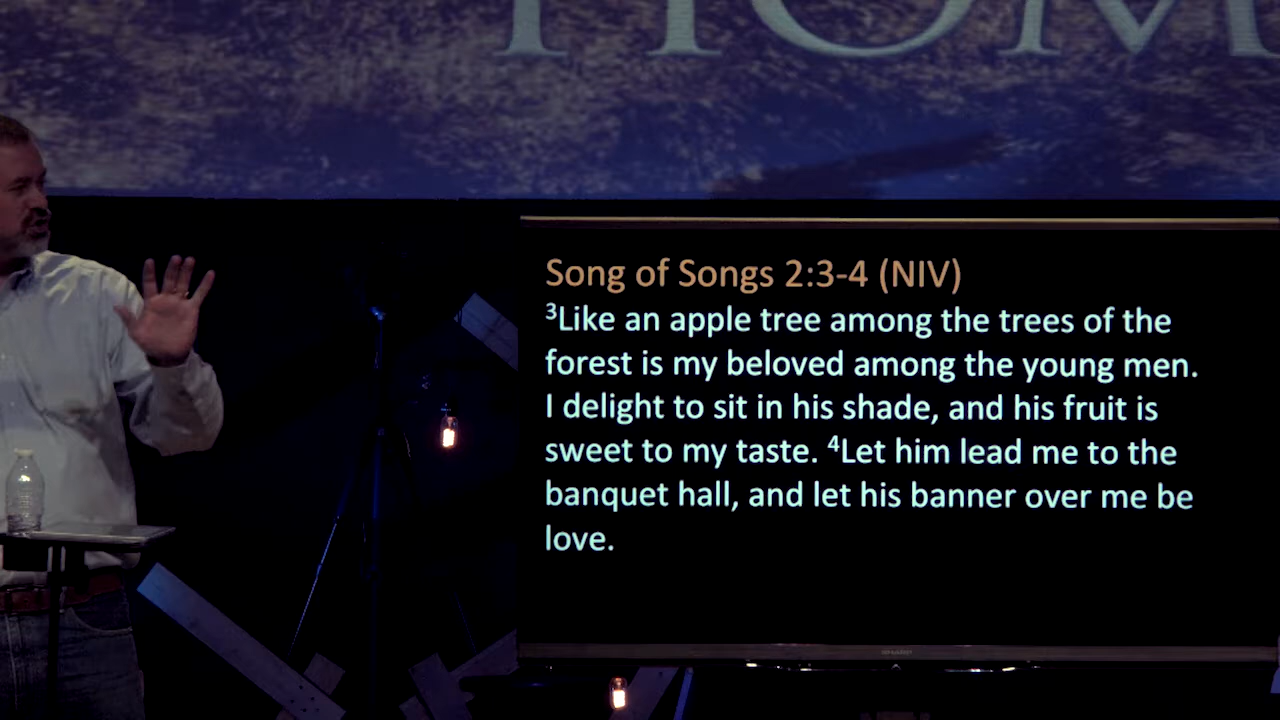 HOM
Song of Songs 2:3-4 (NIV)
³Like an apple tree among the trees of the
forest is my beloved among the young men.
I delight to sit in his shade, and his fruit is
sweet to my taste. ⁴Let him lead me to the
banquet hall, and let his banner over me be
love.